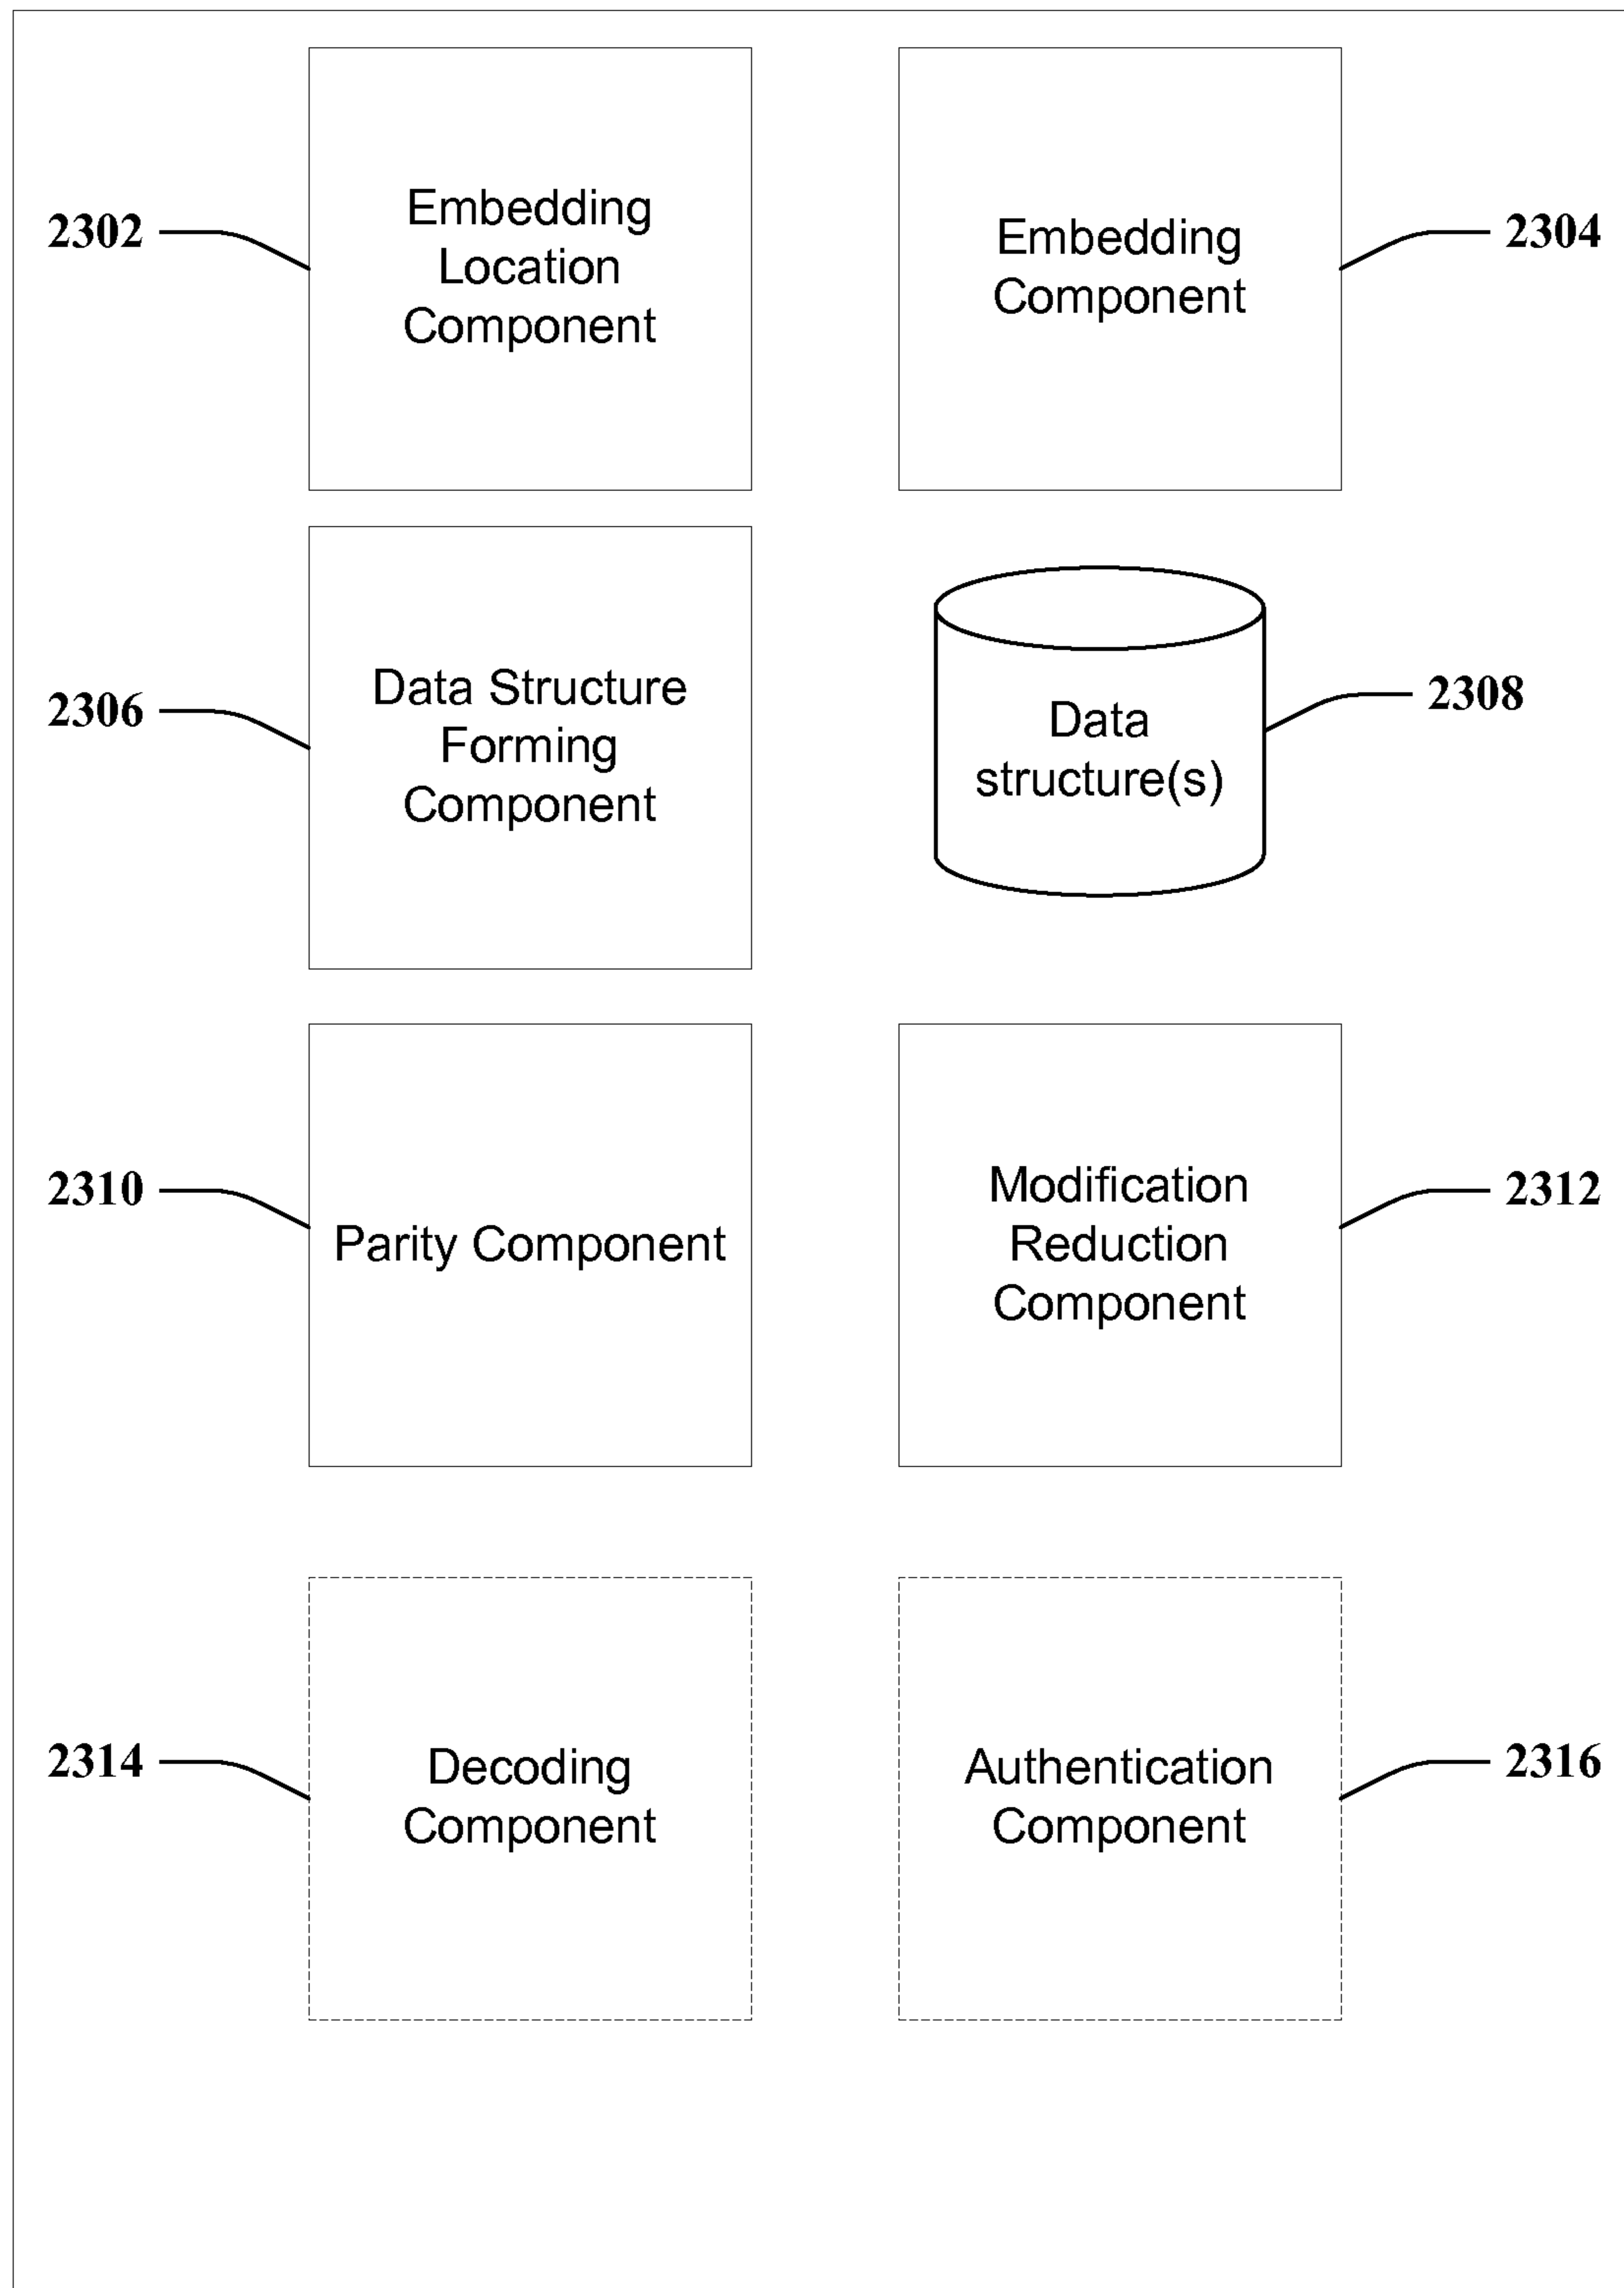 2302
Embedding
Location
Component
Embedding
Component
2304
2306
Data Structure
Forming
Component
Data
structure(s)
2308
2310
Parity Component
Modification
Reduction
Component
2312
2314
Decoding
Component
Authentication
Component
2316